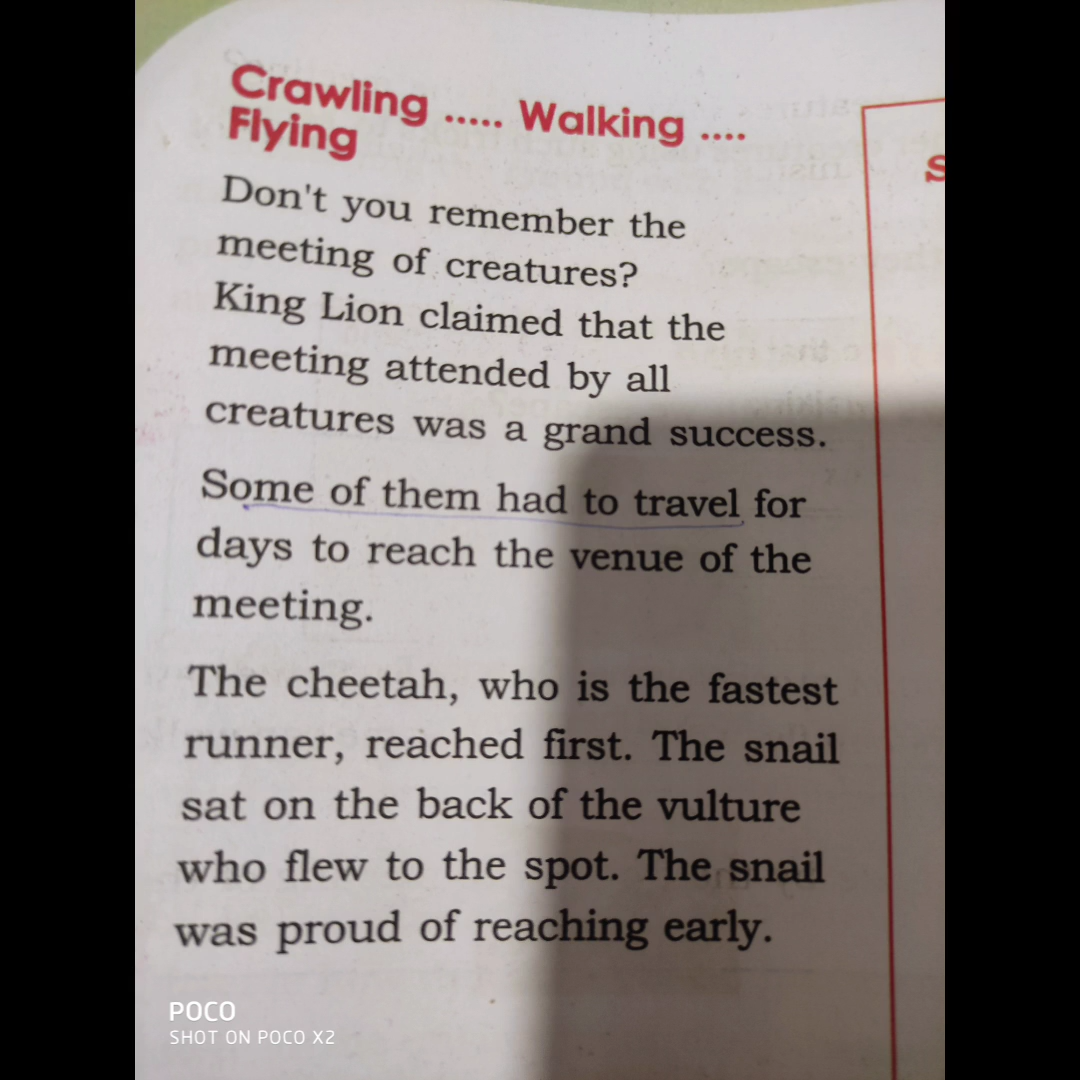 Crawling ..... Walking ....
Flying
Don't you remember the
meeting of creatures?
King Lion claimed that the
meeting attended by all
creatures was a grand success.
Some of them had to travel for
days to reach the venue of the
meeting.
The cheetah, who is the fastest
runner, reached first. The snail
sat on the back of the vulture
who flew to the spot. The snail
was proud of reaching early.
S
POCO
SHOT ON POCO X2